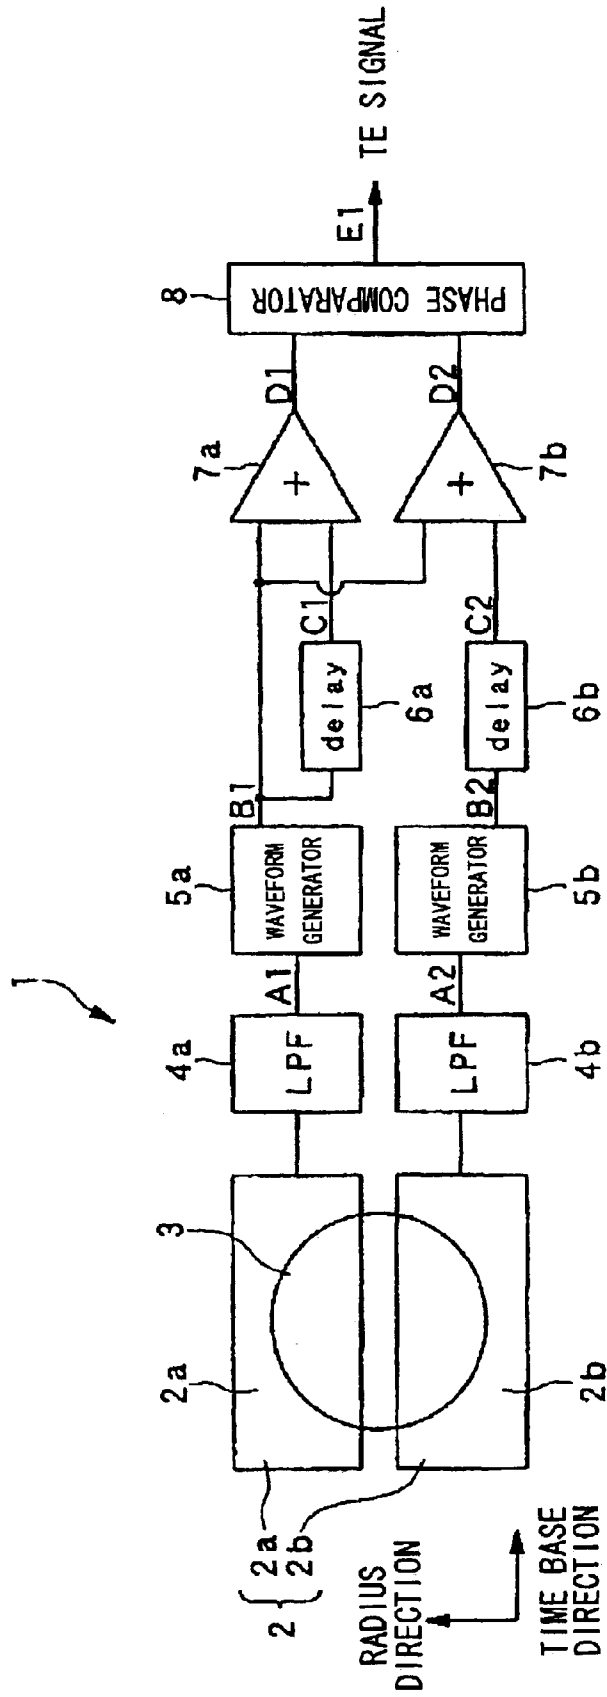 1
2 { 2a
2b
2a
3
4a
5a
B1
6a
7a
8
LPF
A1
WAVEFORM
GENERATOR
delay
C1
+
D1
PHASE COMPARATOR
E1
TE SIGNAL
LPF
A2
WAVEFORM
GENERATOR
B2
delay
C2
+
D2
2b
4b
5b
6b
7b
RADIUS
DIRECTION
TIME BASE
DIRECTION